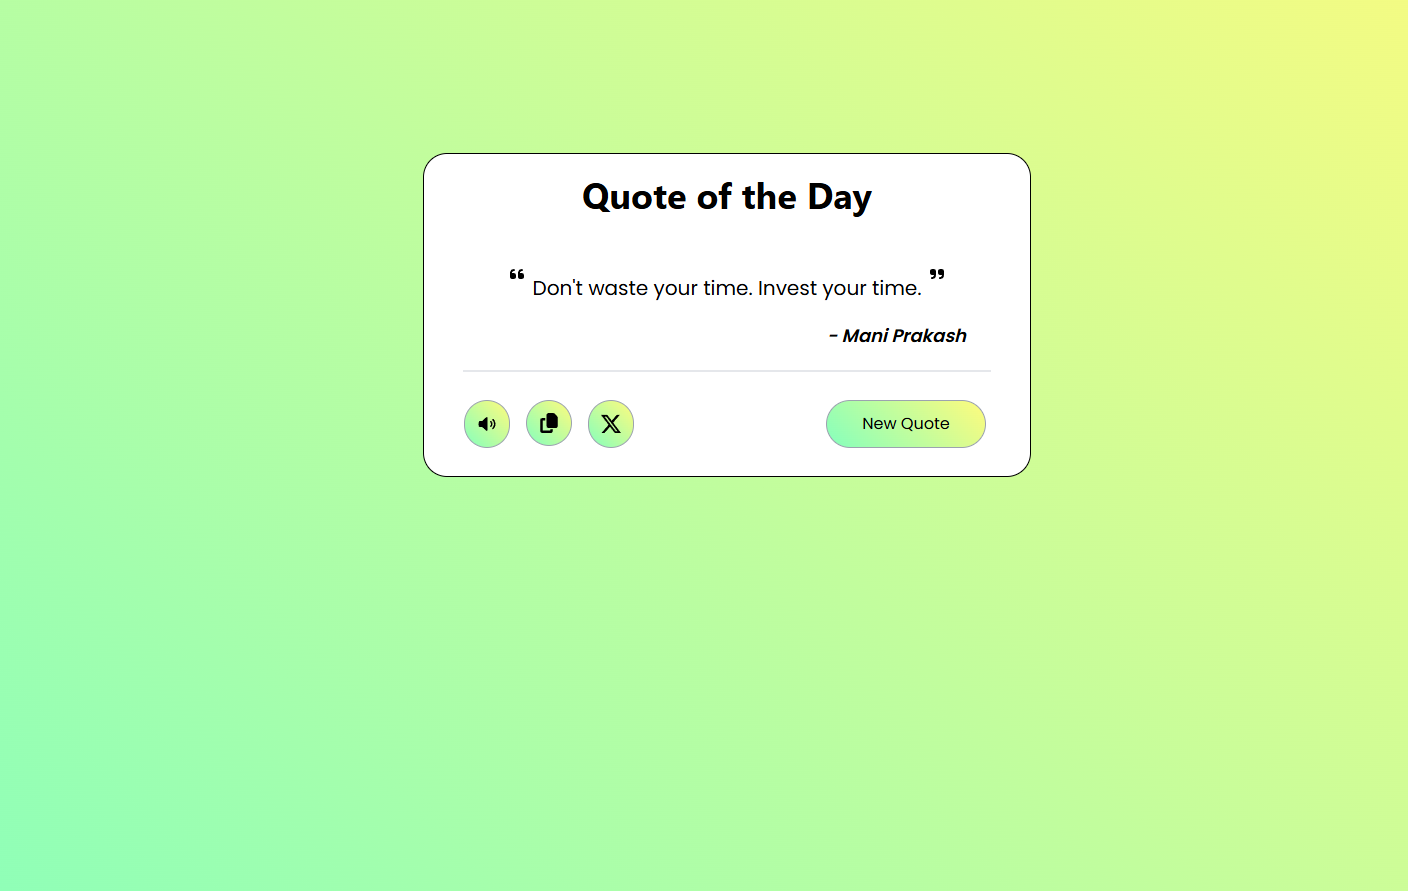 Quote of the Day
“ Don't waste your time. Invest your time. ”
- Mani Prakash
New Quote